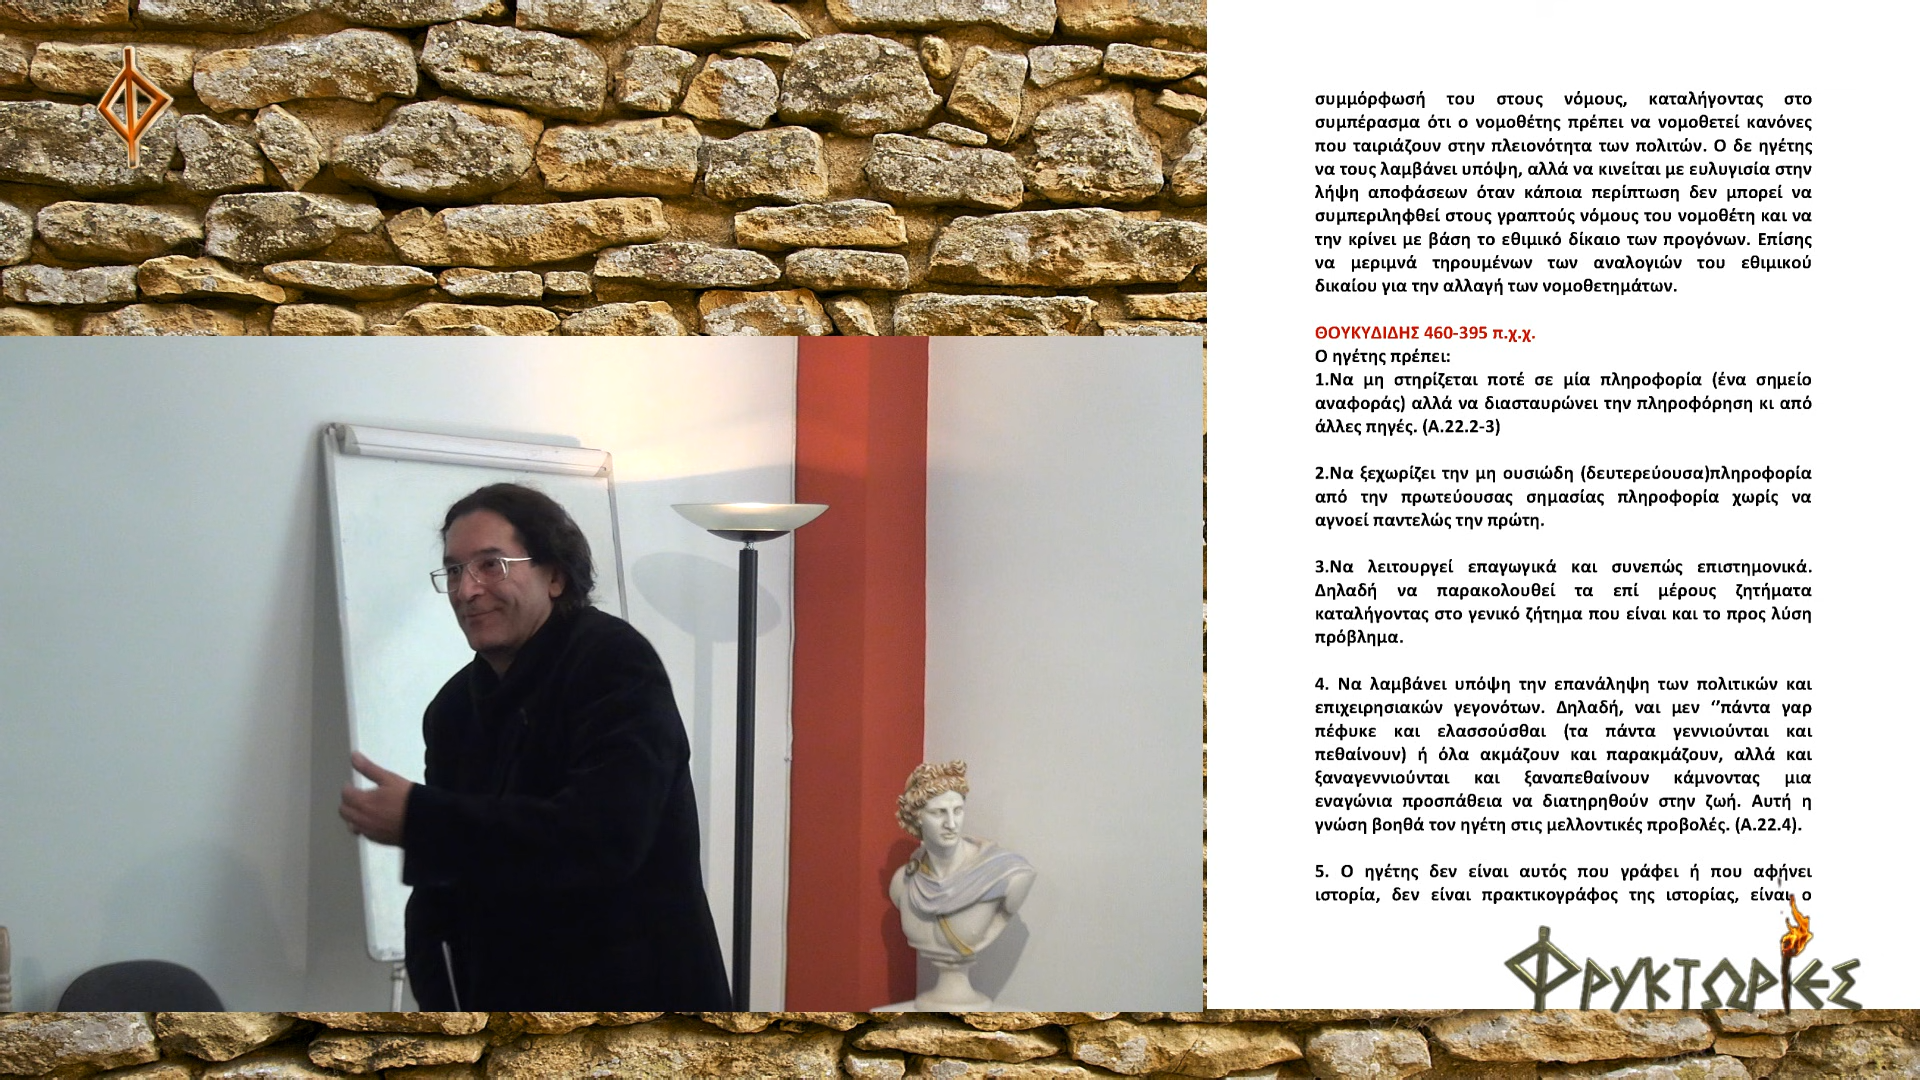 συμμόρφωσή του στους νόμους, καταλήγοντας στο
συμπέρασμα ότι ο νομοθέτης πρέπει να νομοθετεί κανόνες
που ταιριάζουν στην πλειονότητα των πολιτών. Ο δε ηγέτης
να τους λαμβάνει υπόψη, αλλά να κινείται με ευλυγισία στην
λήψη αποφάσεων όταν κάποια περίπτωση δεν μπορεί να
συμπεριληφθεί στους γραπτούς νόμους του νομοθέτη και να
την κρίνει με βάση το εθιμικό δίκαιο των προγόνων. Επίσης
να μεριμνά τηρουμένων των αναλογιών του εθιμικού
δικαίου για την αλλαγή των νομοθετημάτων.
ΘΟΥΚΥΔΙΔΗΣ 460-395 π.χ.χ.
Ο ηγέτης πρέπει:
1.Να μη στηρίζεται ποτέ σε μία πληροφορία (ένα σημείο
αναφοράς) αλλά να διασταυρώνει την πληροφόρηση κι από
άλλες πηγές. (Α.22.2-3)
2.Να ξεχωρίζει την μη ουσιώδη (δευτερεύουσα)πληροφορία
από την πρωτεύουσας σημασίας πληροφορία χωρίς να
αγνοεί παντελώς την πρώτη.
3.Να λειτουργεί επαγωγικά και συνεπώς επιστημονικά.
Δηλαδή να παρακολουθεί τα επί μέρους ζητήματα
καταλήγοντας στο γενικό ζήτημα που είναι και το προς λύση
πρόβλημα.
4. Να λαμβάνει υπόψη την επανάληψη των πολιτικών και
επιχειρησιακών γεγονότων. Δηλαδή, ναι μεν ‘’πάντα γαρ
πέφυκε και ελασσούσθαι (τα πάντα γεννιούνται και
πεθαίνουν) ή όλα ακμάζουν και παρακμάζουν, αλλά και
ξαναγεννιούνται και ξαναπεθαίνουν κάμνοντας μια
εναγώνια προσπάθεια να διατηρηθούν στην ζωή. Αυτή η
γνώση βοηθά τον ηγέτη στις μελλοντικές προβολές. (Α.22.4).
5. Ο ηγέτης δεν είναι αυτός που γράφει ή που αφήνει
ιστορία, δεν είναι πρακτικογράφος της ιστορίας, είναι ο
ΦΡΥΚΤΩΡΙΕΣ